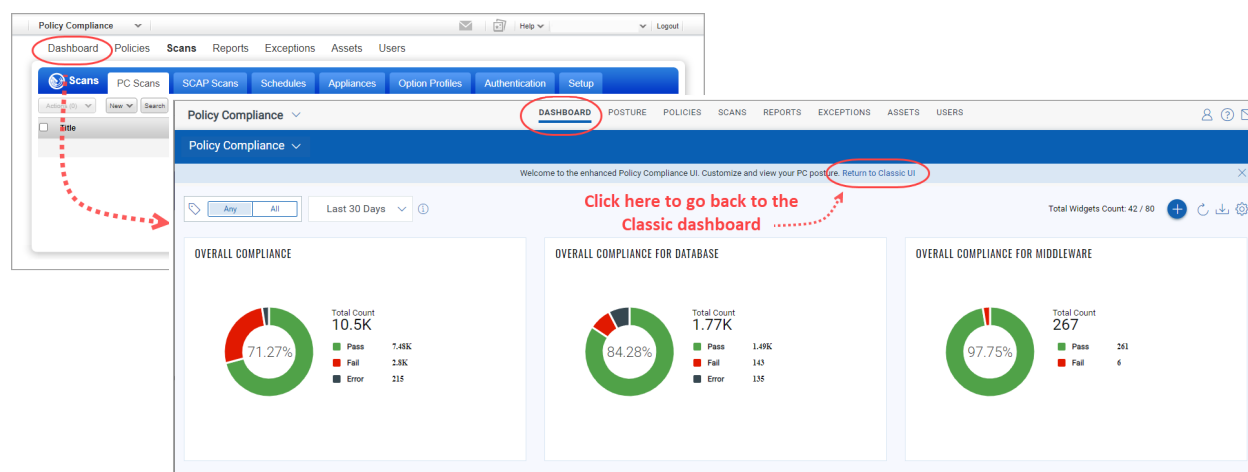 Policy Compliance
Help
Logout
Dashboard Policies Scans Reports Exceptions Assets Users
Scans PC Scans SCAP Scans Schedules Appliances Option Profiles Authentication Setup
Actions (0) New Search
Title
Policy Compliance DASHBOARD POSTURE POLICIES SCANS REPORTS EXCEPTIONS ASSETS USERS
Policy Compliance
Welcome to the enhanced Policy Compliance UI. Customize and view your PC posture. Return to Classic UI
Click here to go back to the
Classic dashboard
Any All Last 30 Days Total Widgets Count: 42 / 80
OVERALL COMPLIANCE
71.27%
Total Count
10.5K
Pass 7.48K
Fail 2.8K
Error 215
OVERALL COMPLIANCE FOR DATABASE
84.28%
Total Count
1.77K
Pass 1.49K
Fail 143
Error 135
OVERALL COMPLIANCE FOR MIDDLEWARE
97.75%
Total Count
267
Pass 261
Fail 6